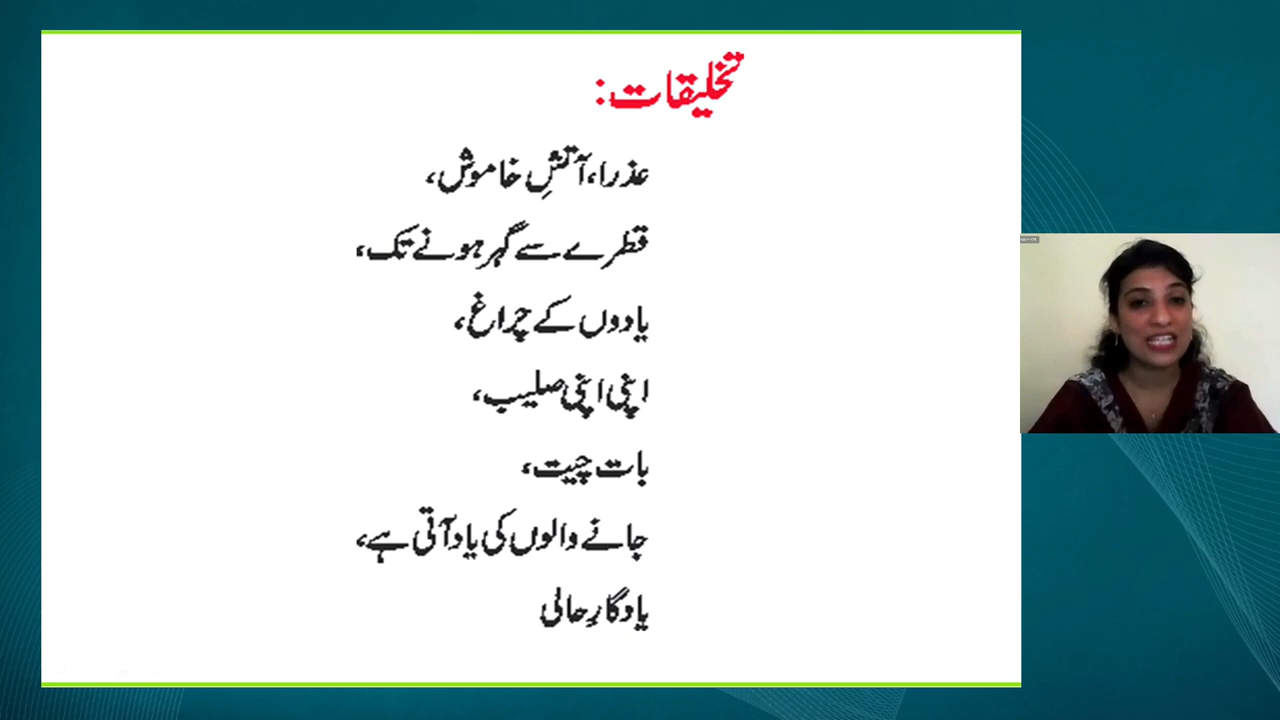 تخلیقات:
عذرا، آتشِ خاموش،
قطرے سے گہر ہونے تک،
یادوں کے چراغ،
اپنی اپنی صلیب،
بات چیت،
جانے والوں کی یاد آتی ہے،
یادگارِ حالی